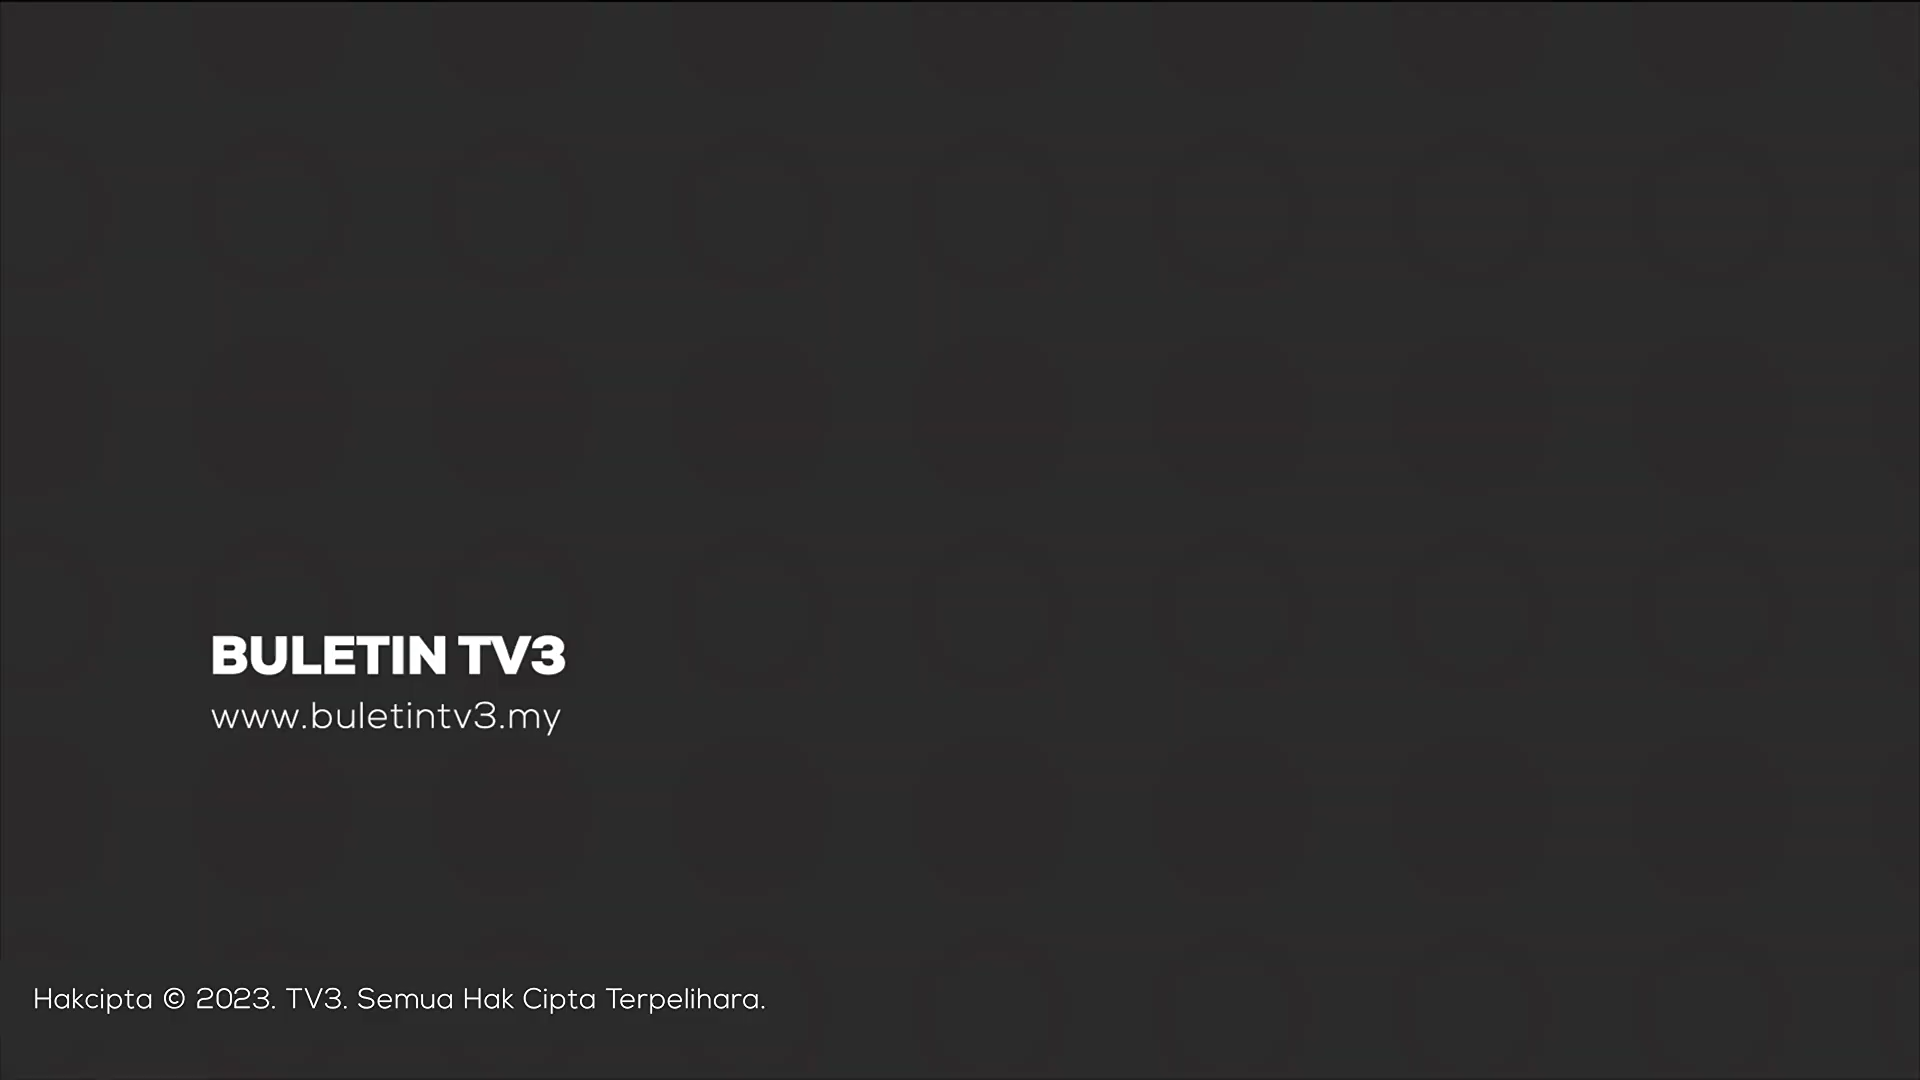 BULETIN TV3
www.buletintv3.my
Hakcipta © 2023. TV3. Semua Hak Cipta Terpelihara.